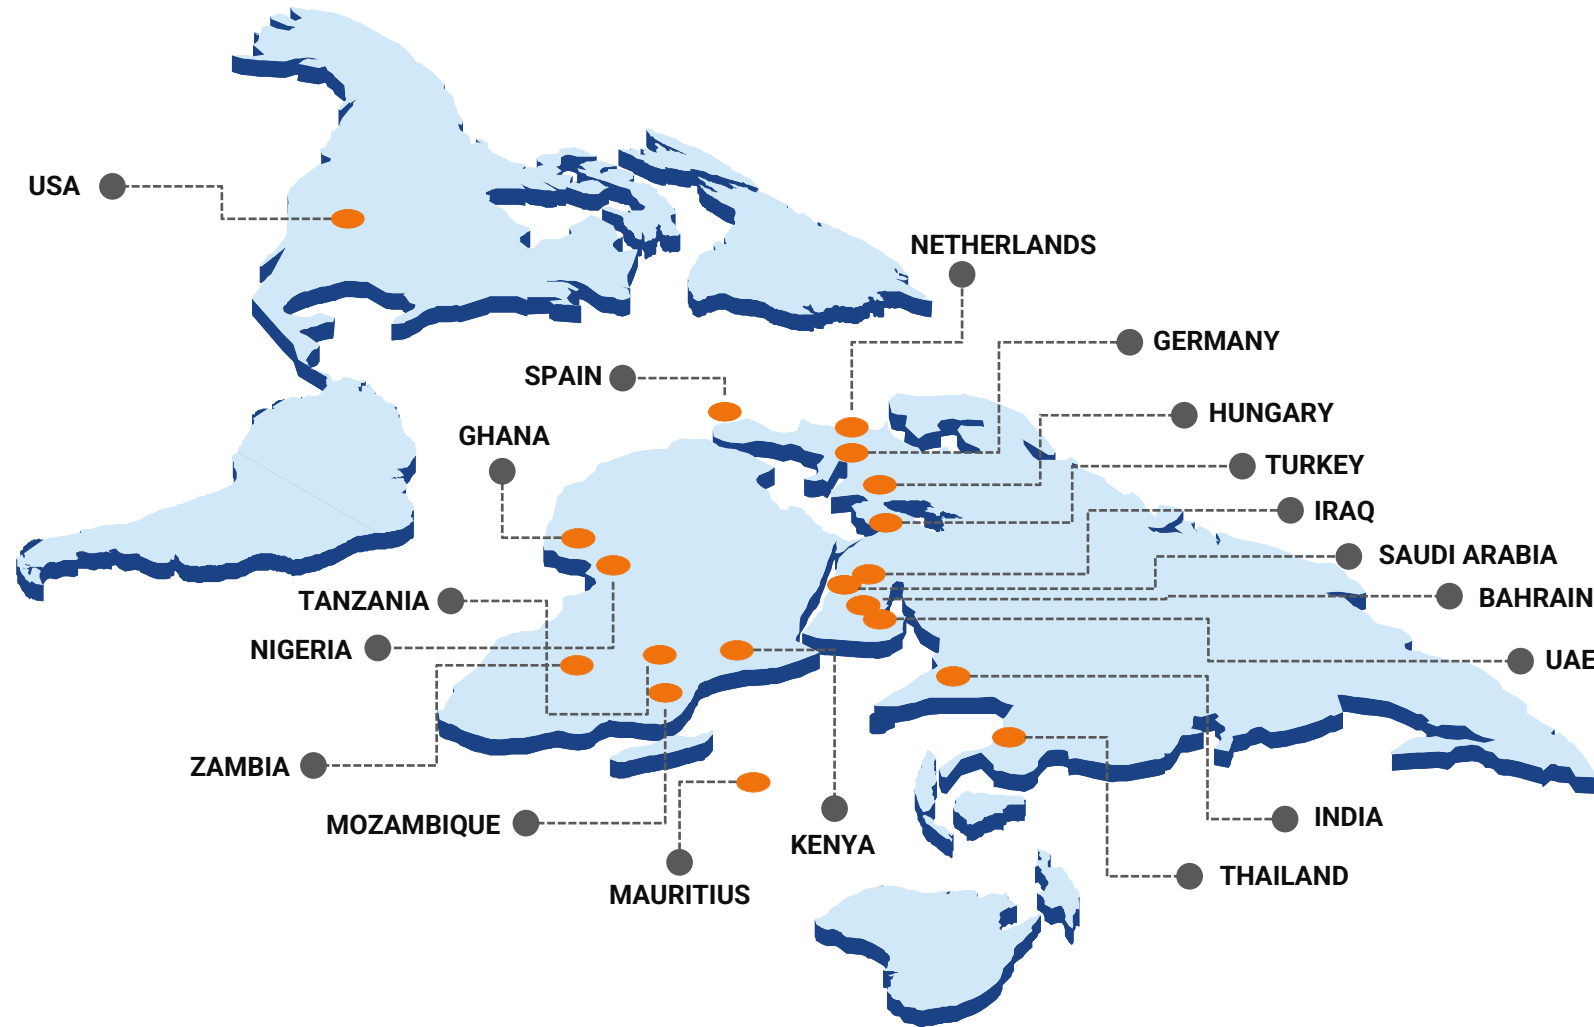 USA
NETHERLANDS
GERMANY
SPAIN
HUNGARY
GHANA
TURKEY
IRAQ
SAUDI ARABIA
TANZANIA
BAHRAIN
NIGERIA
UAE
ZAMBIA
MOZAMBIQUE
INDIA
KENYA
THAILAND
MAURITIUS